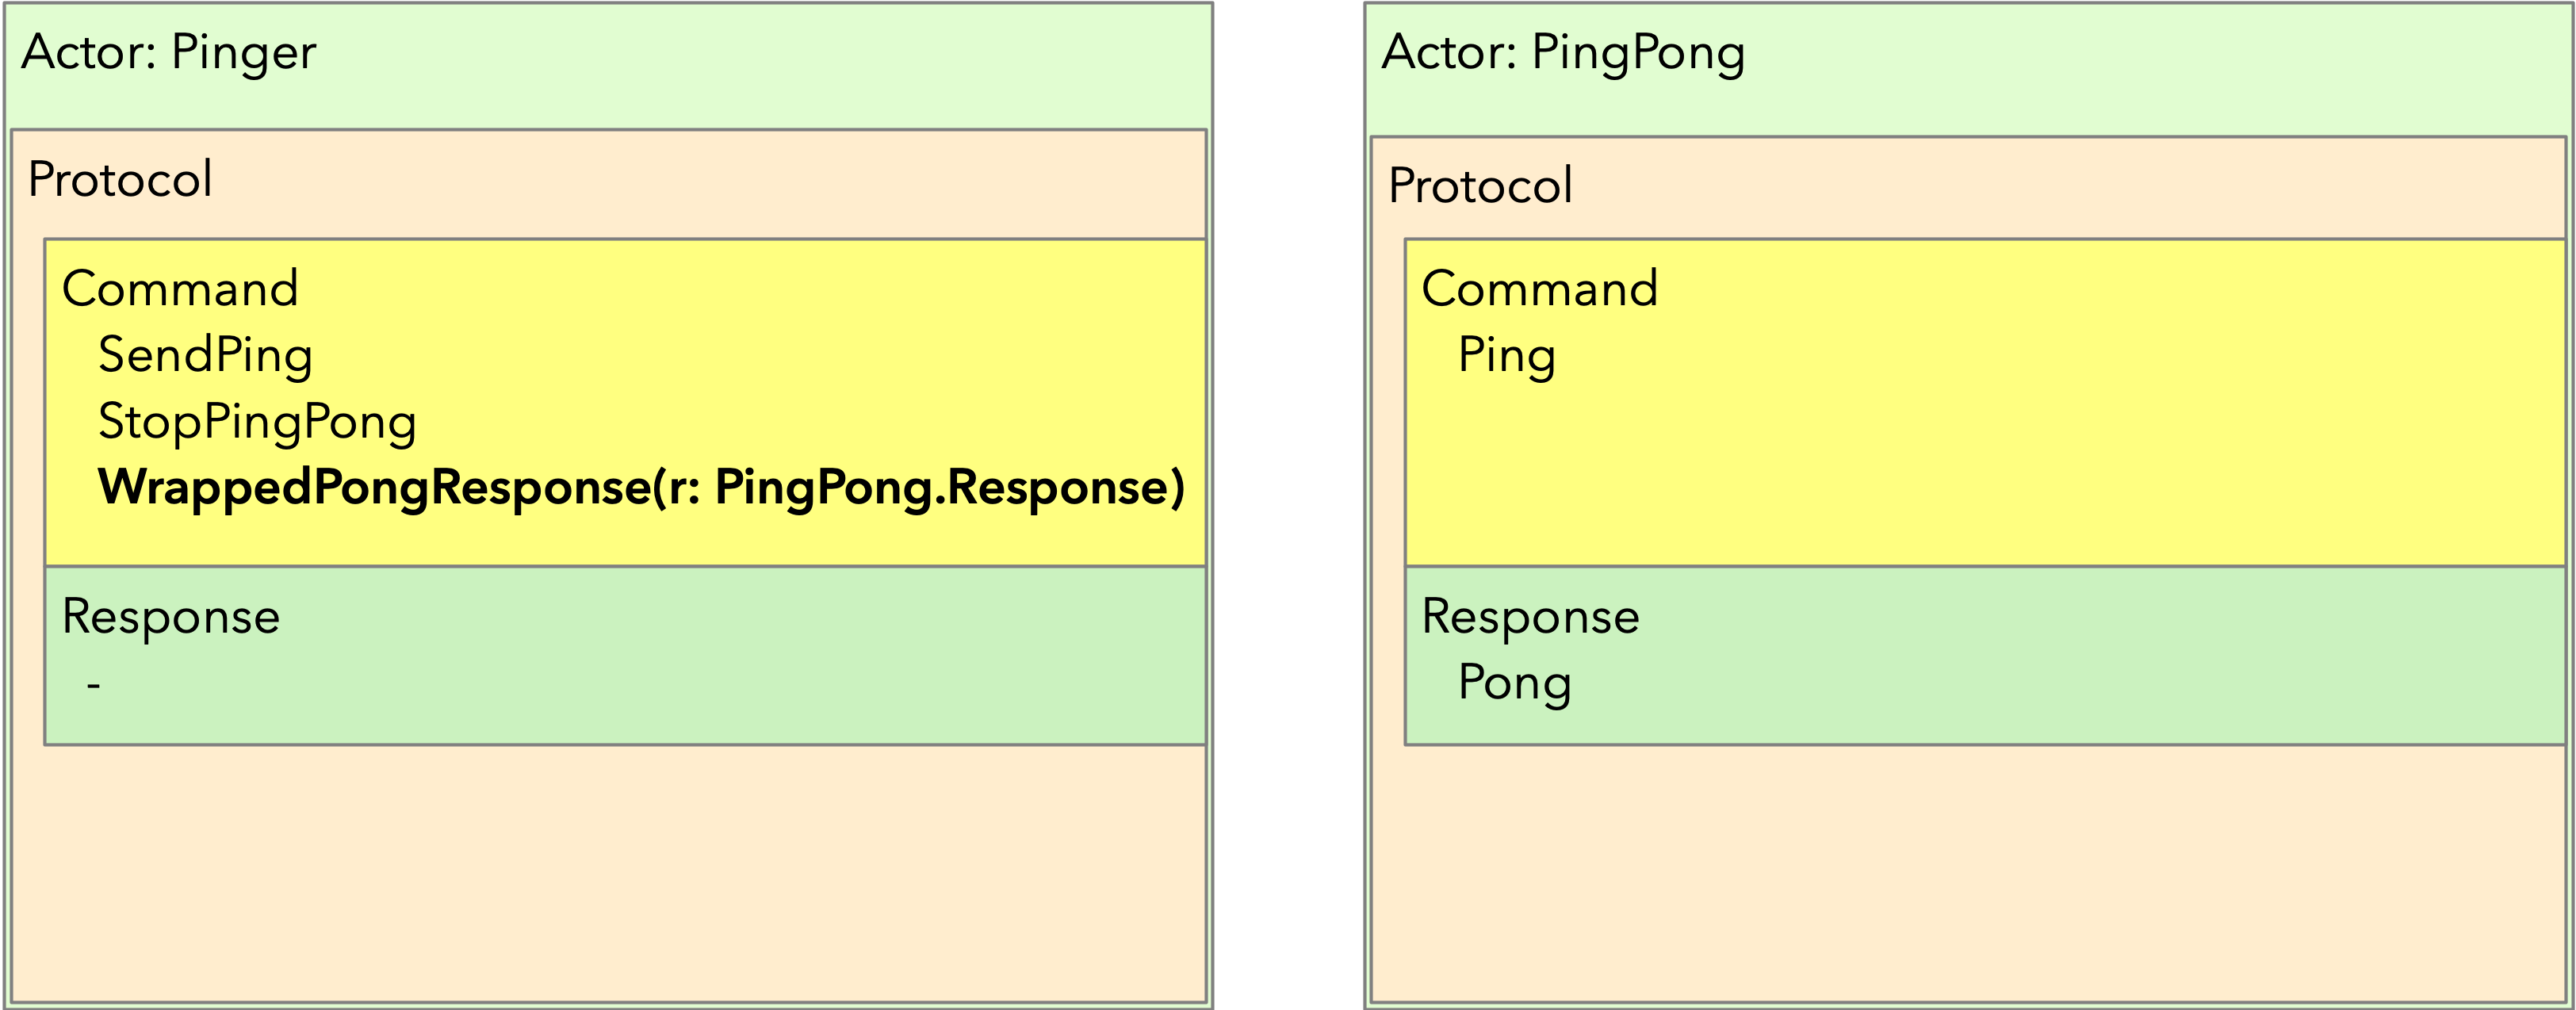 Actor: Pinger
Protocol
Command
SendPing
StopPingPong
WrappedPongResponse(r: PingPong.Response)
Response
-
Actor: PingPong
Protocol
Command
Ping
Response
Pong